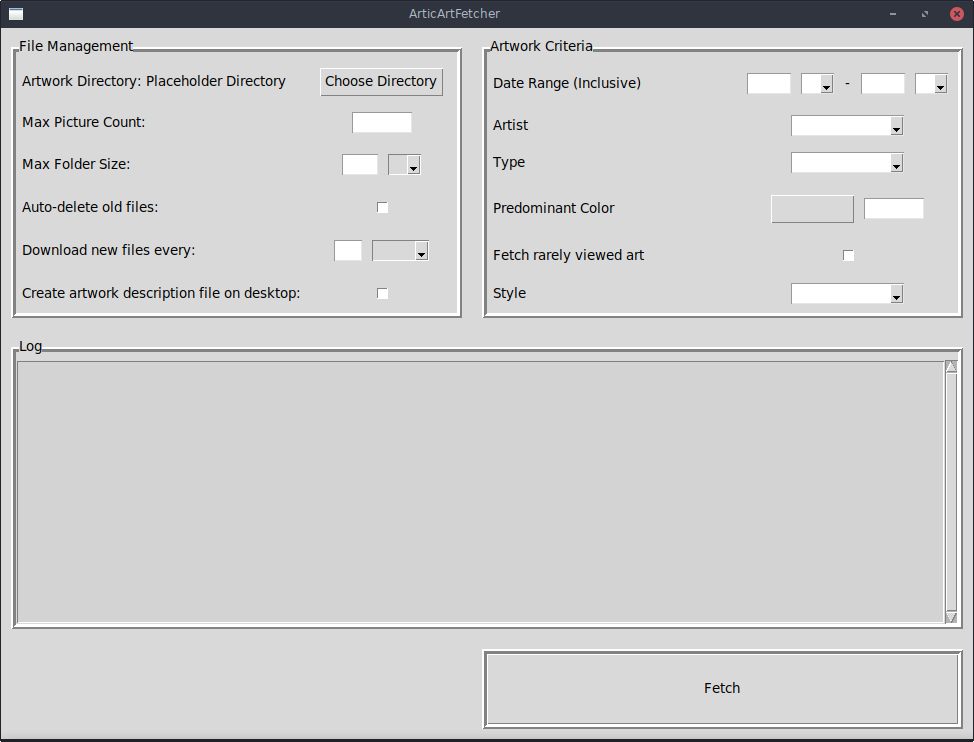 ArticArtFetcher
File Management
Artwork Directory: Placeholder Directory Choose Directory
Max Picture Count:
Max Folder Size:
Auto-delete old files:
Download new files every:
Create artwork description file on desktop:
Artwork Criteria
Date Range (Inclusive) -
Artist
Type
Predominant Color
Fetch rarely viewed art
Style
Log
Fetch